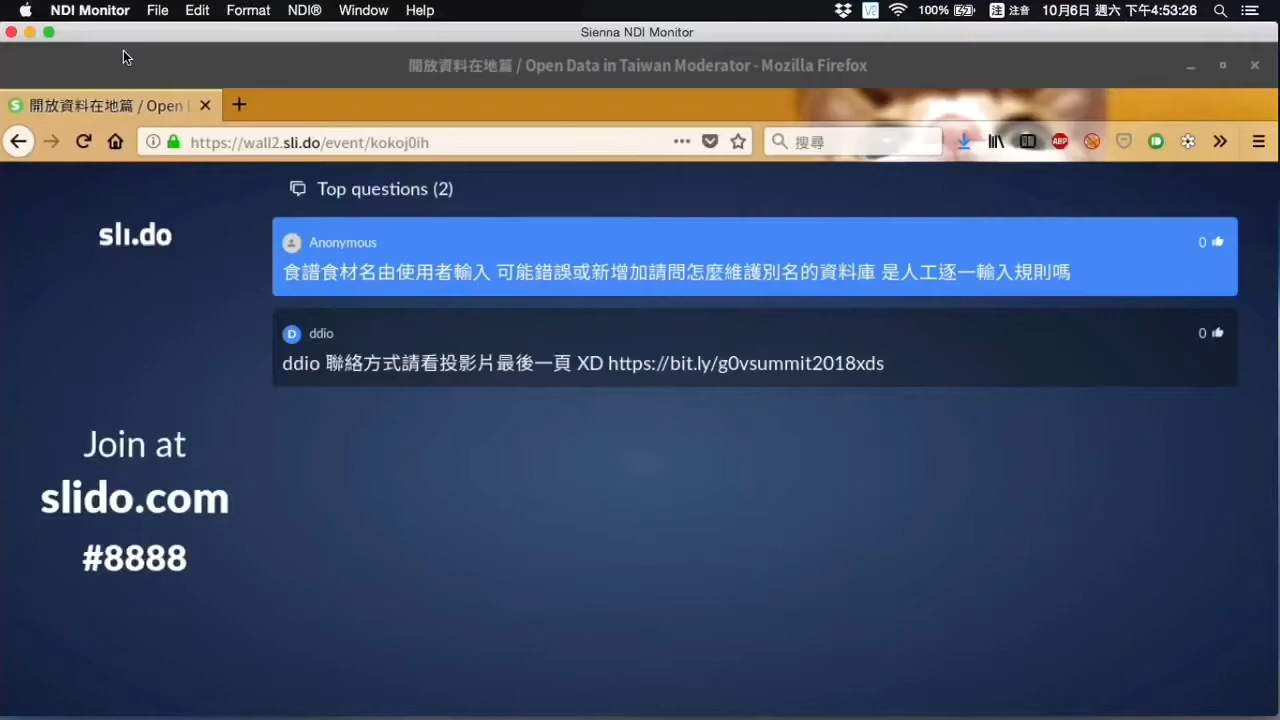 NDI Monitor File Edit Format NDI® Window Help 100% 注 注音 10月6日 週六 下午4:53:26
Sienna NDI Monitor
開放資料在地篇 / Open Data in Taiwan Moderator - Mozilla Firefox
S 開放資料在地篇 / Open D
https://wall2.sli.do/event/kokoj0ih 搜尋 ABP
Top questions (2)
sli.do
Anonymous 0
食譜食材名由使用者輸入 可能錯誤或新增加請問怎麼維護別名的資料庫 是人工逐一輸入規則嗎
D ddio 0
ddio 聯絡方式請看投影片最後一頁 XD https://bit.ly/g0vsummit2018xds
Join at
slido.com
#8888